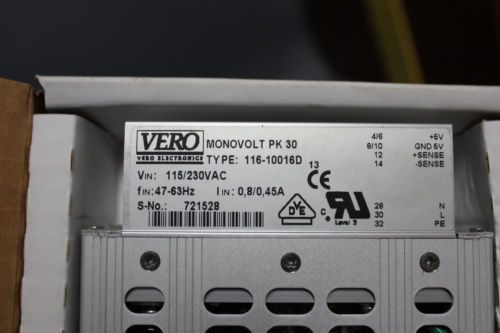 VERO
VERO ELECTRONICS
MONOVOLT PK 30
TYPE: 116-10016D
13
VIN: 115/230VAC
fIN: 47-63Hz IIN: 0,8/0,45A
S-No.: 721528
CE
VDE
c RU
Level 3
4/6 +5V
8/10 GND 5V
12 +SENSE
14 -SENSE
28 N
30 L
32 PE